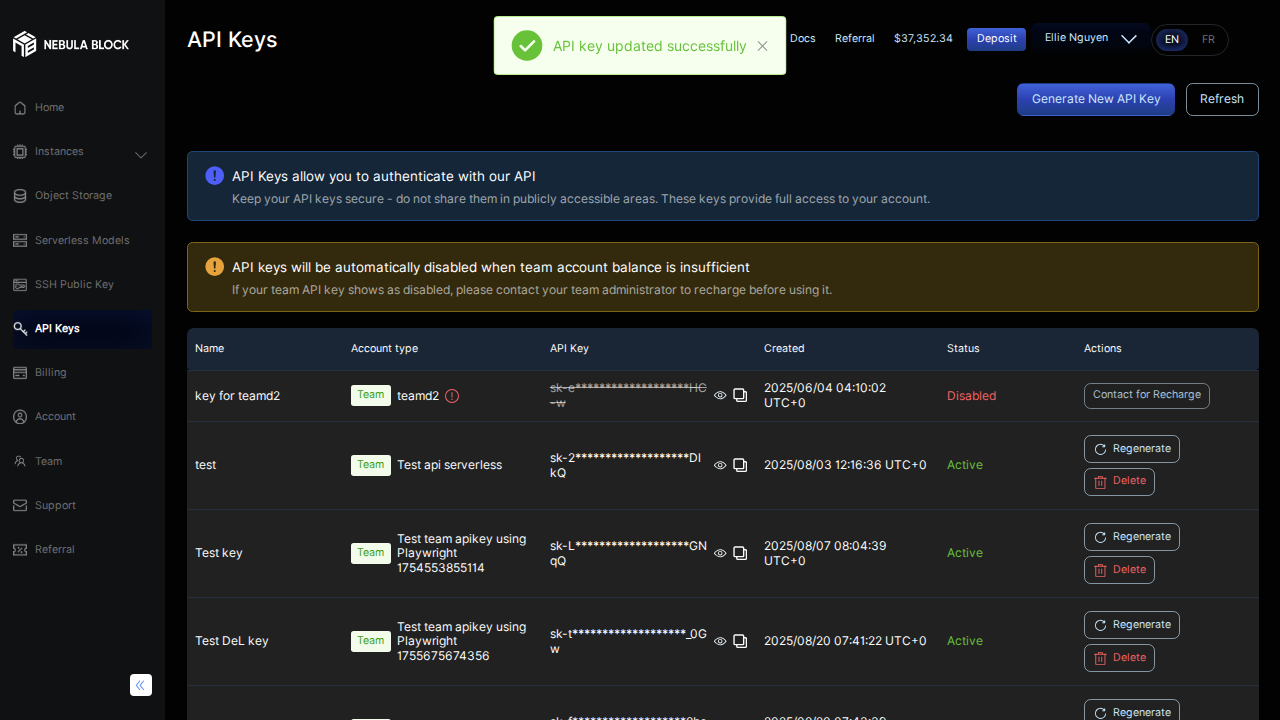 NEBULA BLOCK
Home
Instances
Object Storage
Serverless Models
SSH Public Key
API Keys
Billing
Account
Team
Support
Referral
API Keys
API key updated successfully
Docs
Referral
$37,352.34
Deposit
Ellie Nguyen
EN
FR
Generate New API Key
Refresh
API Keys allow you to authenticate with our API
Keep your API keys secure - do not share them in publicly accessible areas. These keys provide full access to your account.
API keys will be automatically disabled when team account balance is insufficient
If your team API key shows as disabled, please contact your team administrator to recharge before using it.
Name Account type API Key Created Status Actions
key for teamd2
Team
teamd2
sk-e*******************HC
-w
2025/06/04 04:10:02
UTC+0
Disabled
Contact for Recharge
test
Team
Test api serverless
sk-2*******************DI
kQ
2025/08/03 12:16:36 UTC+0
Active
Regenerate
Delete
Test key
Team
Test team apikey using
Playwright
1754553855114
sk-L*******************GN
qQ
2025/08/07 08:04:39
UTC+0
Active
Regenerate
Delete
Test DeL key
Team
Test team apikey using
Playwright
1755675674356
sk-t*******************_0G
w
2025/08/20 07:41:22 UTC+0
Active
Regenerate
Delete
Regenerate